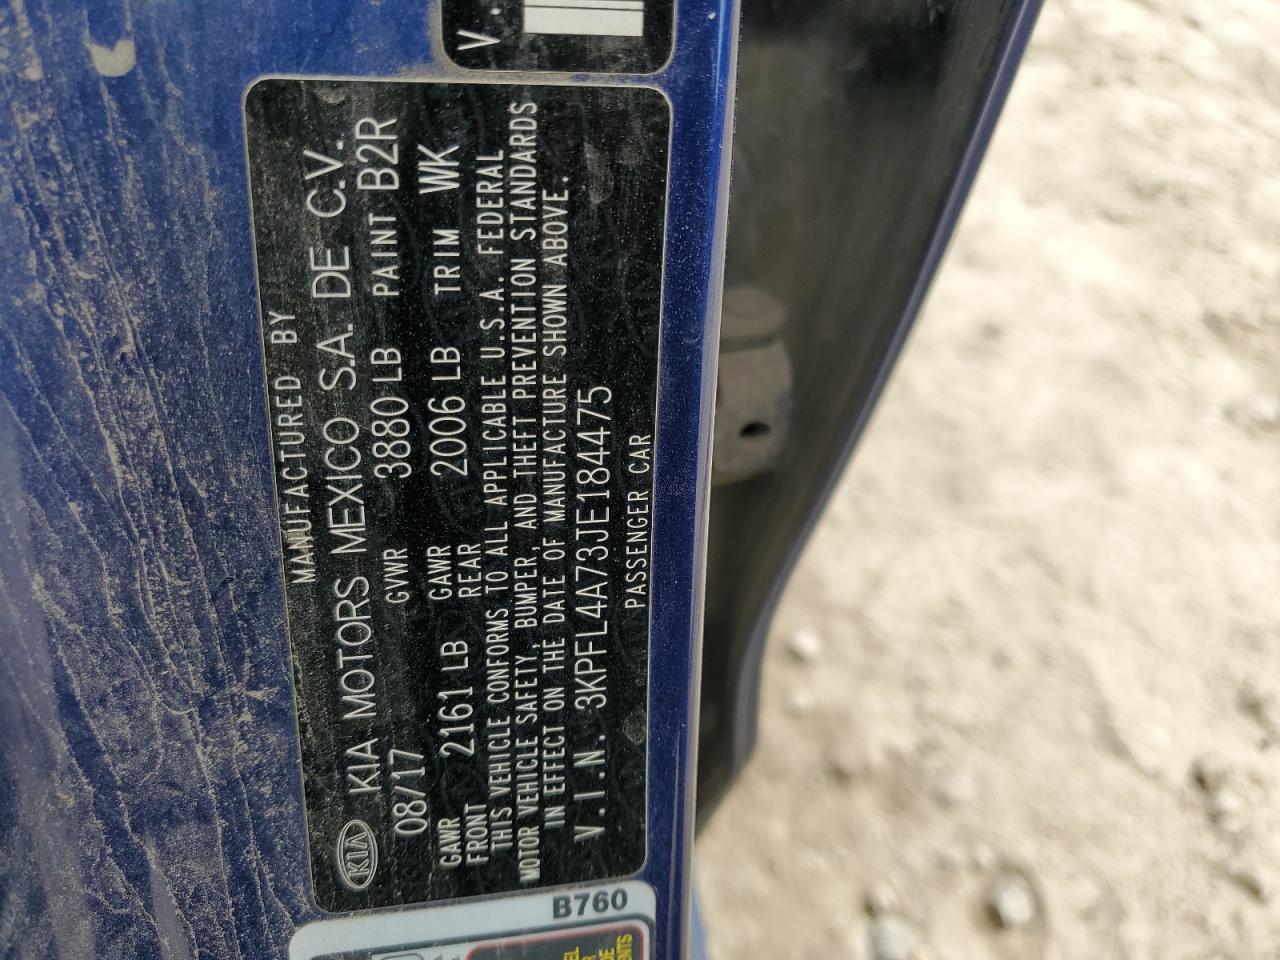 V.
MANUFACTURED BY
KIA KIA MOTORS MEXICO S.A. DE C.V.
08/17 GVWR 3880 LB PAINT B2R
GAWR FRONT 2161 LB GAWR REAR 2006 LB TRIM WK
THIS VEHICLE CONFORMS TO ALL APPLICABLE U.S.A. FEDERAL
MOTOR VEHICLE SAFETY, BUMPER, AND THEFT PREVENTION STANDARDS
IN EFFECT ON THE DATE OF MANUFACTURE SHOWN ABOVE.
V.I.N. 3KPFL4A73JE184475
PASSENGER CAR
B760